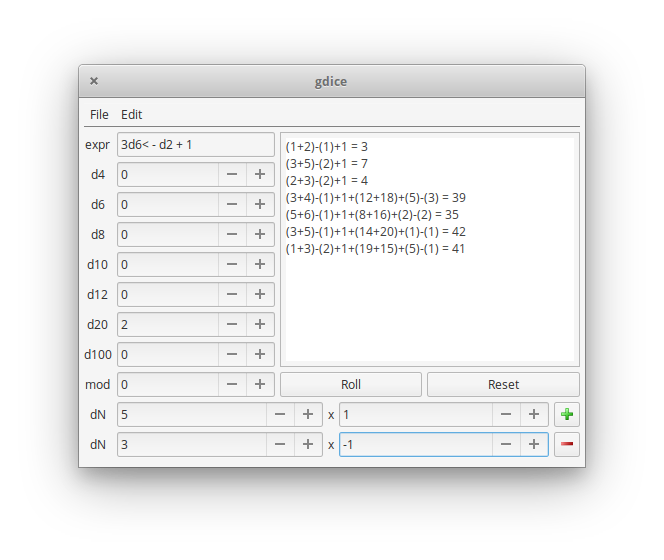 gdice
File Edit
expr 3d6< - d2 + 1
d4 0
d6 0
d8 0
d10 0
d12 0
d20 2
d100 0
mod 0
(1+2)-(1)+1 = 3
(3+5)-(2)+1 = 7
(2+3)-(2)+1 = 4
(3+4)-(1)+1+(12+18)+(5)-(3) = 39
(5+6)-(1)+1+(8+16)+(2)-(2) = 35
(3+5)-(1)+1+(14+20)+(1)-(1) = 42
(1+3)-(2)+1+(19+15)+(5)-(1) = 41
Roll Reset
dN 5 x 1
dN 3 x -1